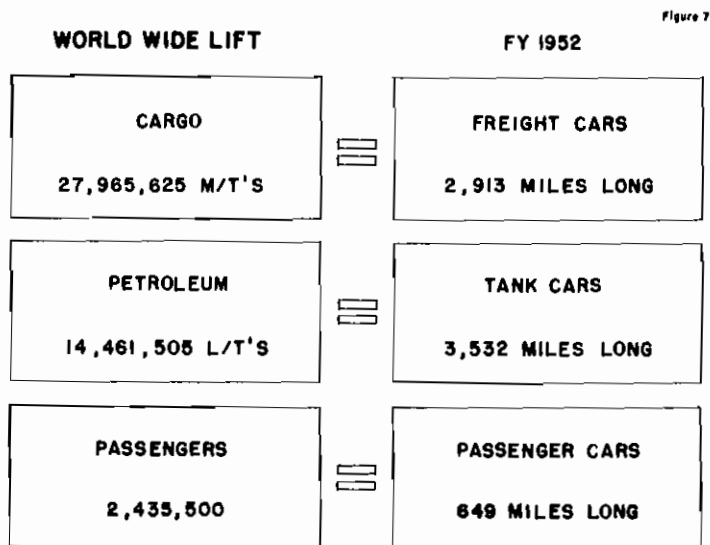 Figure 7
WORLD WIDE LIFT
FY 1952
CARGO
27,965,625 M/T'S
FREIGHT CARS
2,913 MILES LONG
PETROLEUM
14,461,505 L/T'S
TANK CARS
3,532 MILES LONG
PASSENGERS
2,435,500
PASSENGER CARS
649 MILES LONG